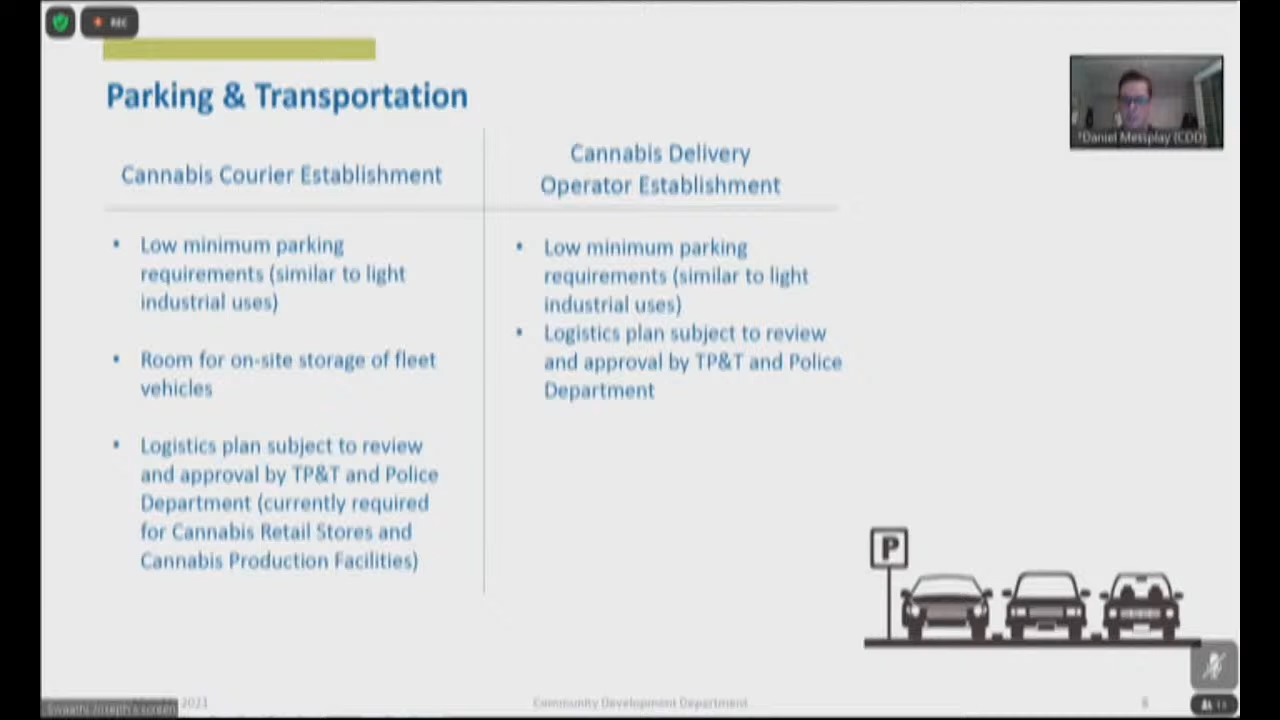 REC
Parking & Transportation
*Daniel Messplay (CDD)
Cannabis Courier Establishment
• Low minimum parking
requirements (similar to light
industrial uses)
• Room for on-site storage of fleet
vehicles
• Logistics plan subject to review
and approval by TP&T and Police
Department (currently required
for Cannabis Retail Stores and
Cannabis Production Facilities)
Cannabis Delivery
Operator Establishment
• Low minimum parking
requirements (similar to light
industrial uses)
• Logistics plan subject to review
and approval by TP&T and Police
Department
P
Swaathi Joseph's screen
2021
Community Development Department